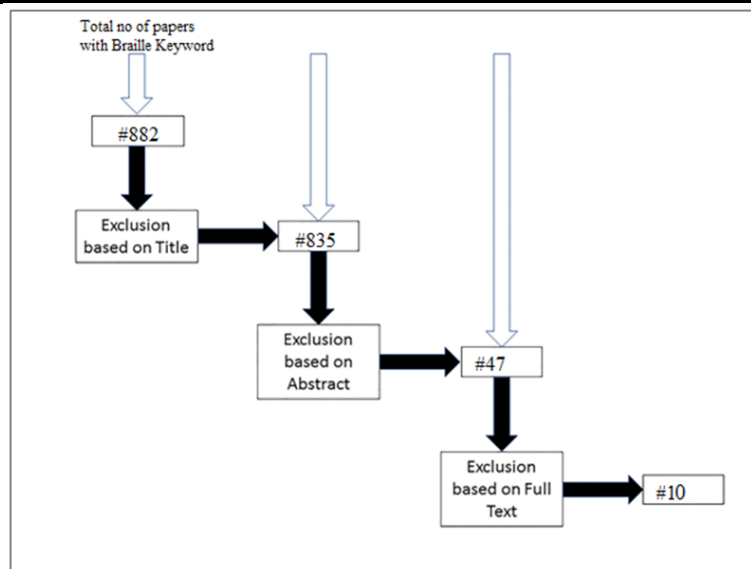 Total no of papers
with Braille Keyword
#882
Exclusion
based on Title
#835
Exclusion
based on
Abstract
#47
Exclusion
based on Full
Text
#10